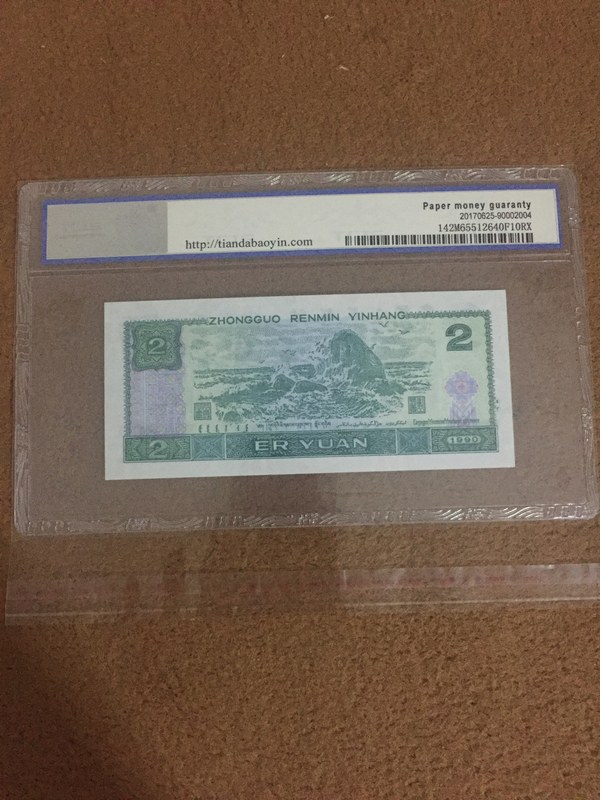 Paper money guaranty
20170625-90002004
http://tiandabaoyin.com
142M65512640F10RX
ZHONGGUO RENMIN YINHANG
2
2
2
ER YUAN
1990